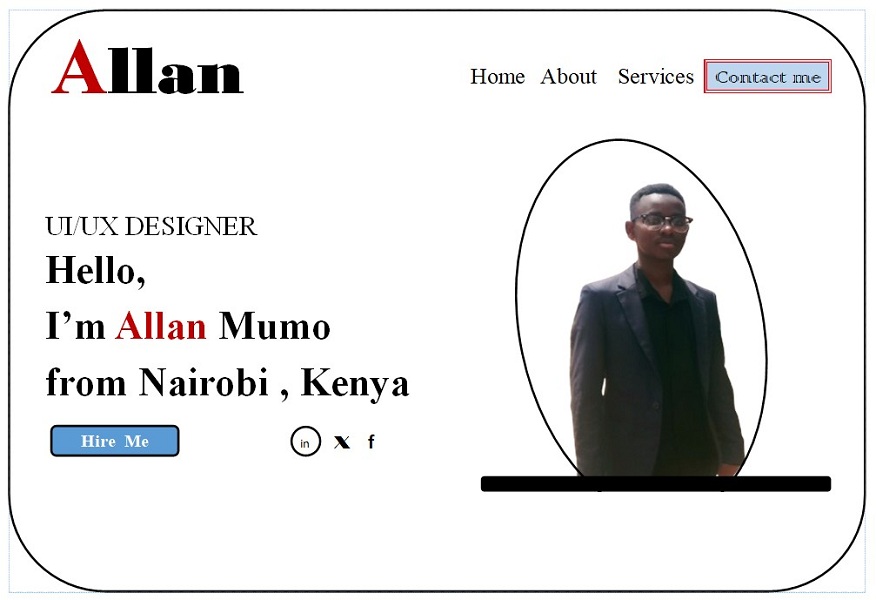 Allan
Home About Services Contact me
UI/UX DESIGNER
Hello,
I’m Allan Mumo
from Nairobi , Kenya
Hire Me
in X f